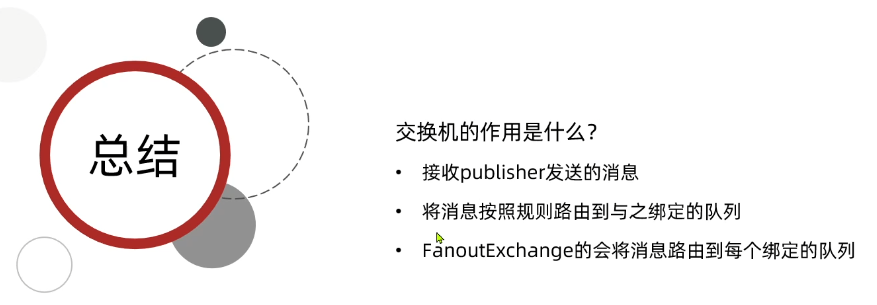 总结
交换机的作用是什么?
• 接收publisher发送的消息
• 将消息按照规则路由到与之绑定的队列
• FanoutExchange的会将消息路由到每个绑定的队列